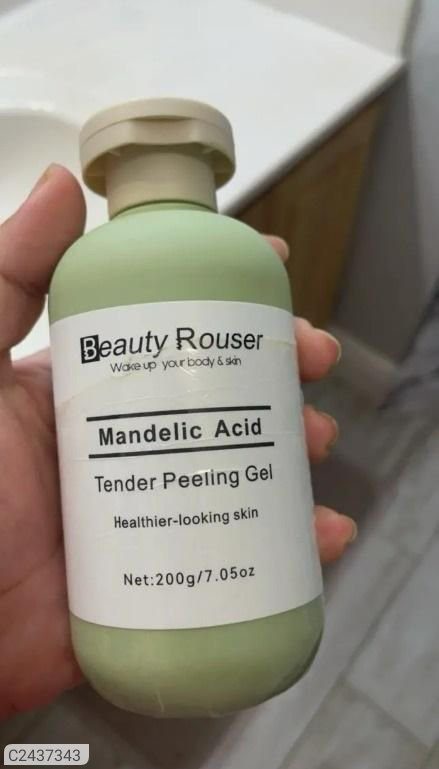 Beauty Rouser
Wake up your body & skin
Mandelic Acid
Tender Peeling Gel
Healthier-looking skin
Net:200g/7.05oz
C2437343